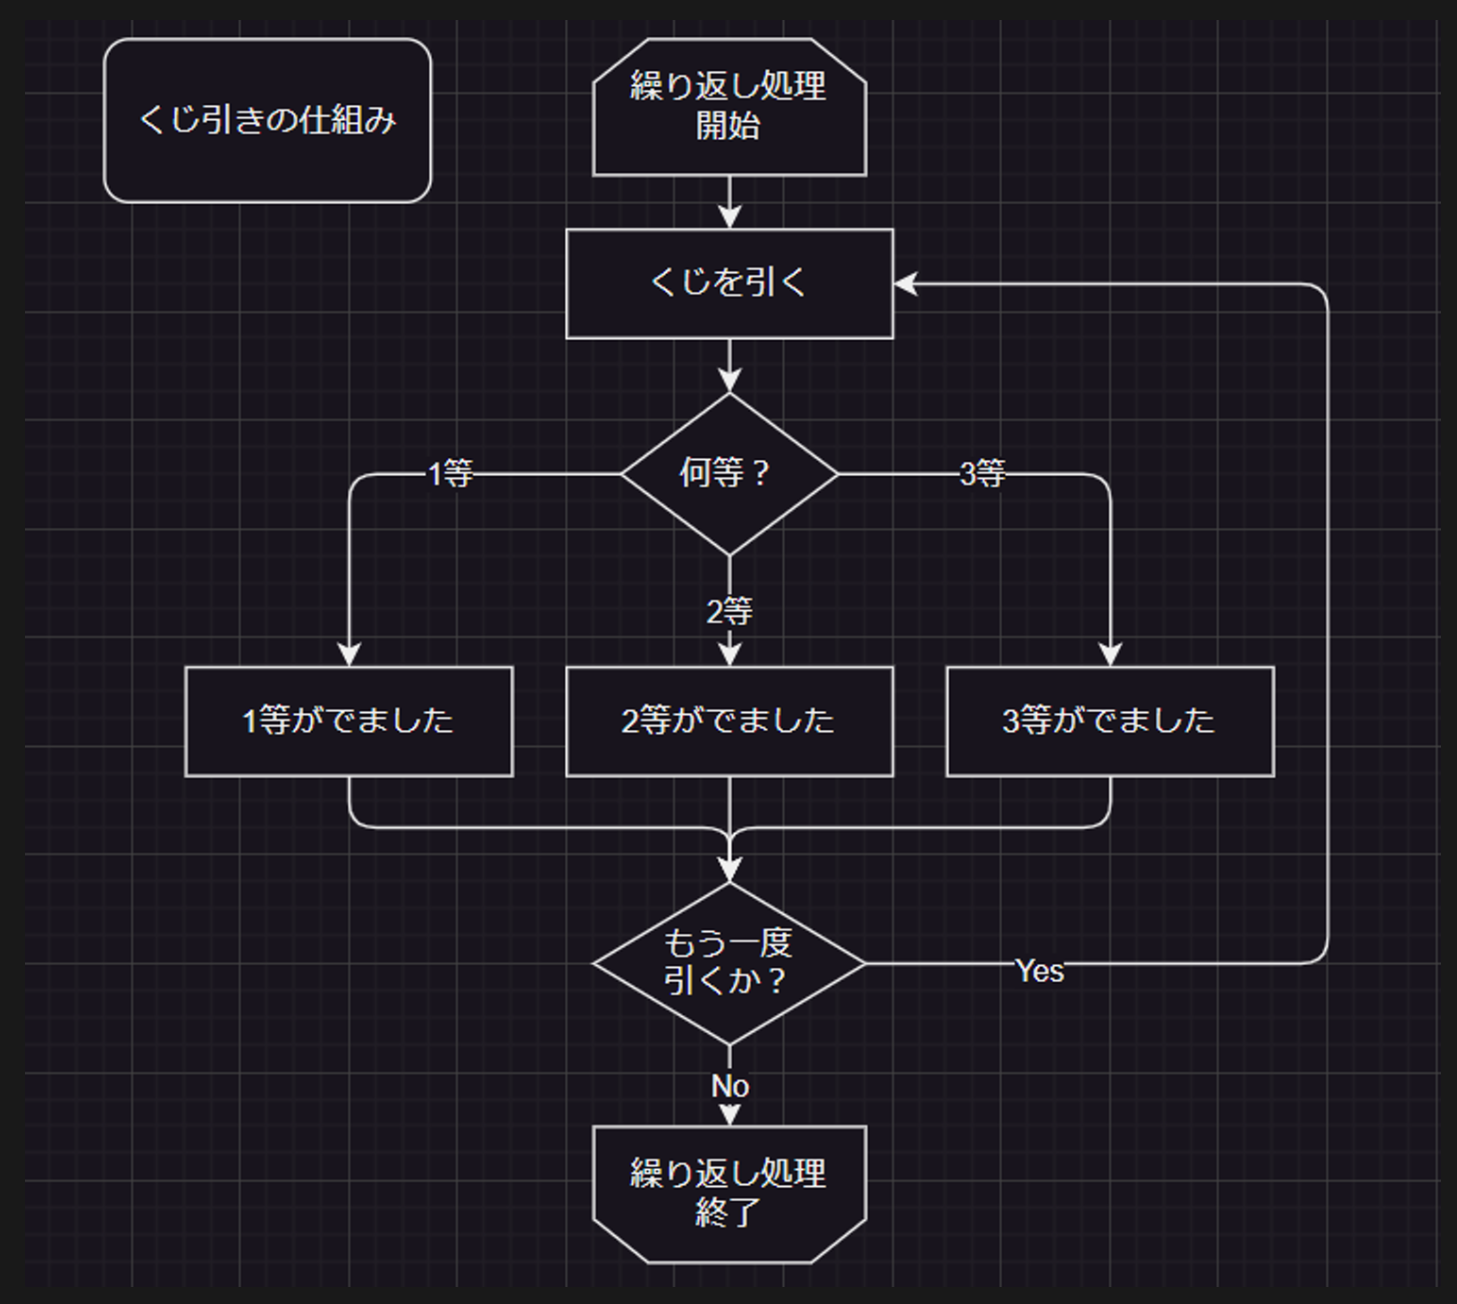 くじ引きの仕組み
繰り返し処理
開始
くじを引く
何等？
1等
3等
2等
1等がでました
2等がでました
3等がでました
もう一度
引くか？
Yes
No
繰り返し処理
終了